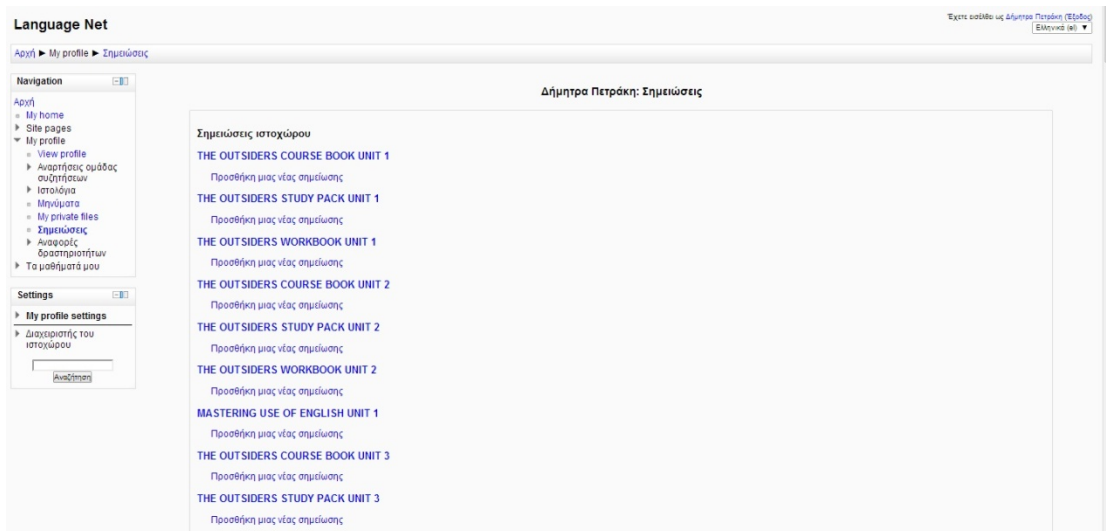 Language Net
Έχετε εισέλθει ως Δήμητρα Πετράκη (Έξοδος)
Ελληνικά (el)
Αρχή ► My profile ► Σημειώσεις
Navigation
Αρχή
My home
Site pages
My profile
View profile
Αναρτήσεις ομάδας
συζητήσεων
Ιστολόγια
Μηνύματα
My private files
Σημειώσεις
Αναφορές
δραστηριοτήτων
Τα μαθήματά μου
Settings
My profile settings
Διαχειριστής του
ιστοχώρου
Αναζήτηση
Δήμητρα Πετράκη: Σημειώσεις
Σημειώσεις ιστοχώρου
THE OUTSIDERS COURSE BOOK UNIT 1
Προσθήκη μιας νέας σημείωσης
THE OUTSIDERS STUDY PACK UNIT 1
Προσθήκη μιας νέας σημείωσης
THE OUTSIDERS WORKBOOK UNIT 1
Προσθήκη μιας νέας σημείωσης
THE OUTSIDERS COURSE BOOK UNIT 2
Προσθήκη μιας νέας σημείωσης
THE OUTSIDERS STUDY PACK UNIT 2
Προσθήκη μιας νέας σημείωσης
THE OUTSIDERS WORKBOOK UNIT 2
Προσθήκη μιας νέας σημείωσης
MASTERING USE OF ENGLISH UNIT 1
Προσθήκη μιας νέας σημείωσης
THE OUTSIDERS COURSE BOOK UNIT 3
Προσθήκη μιας νέας σημείωσης
THE OUTSIDERS STUDY PACK UNIT 3
Προσθήκη μιας νέας σημείωσης